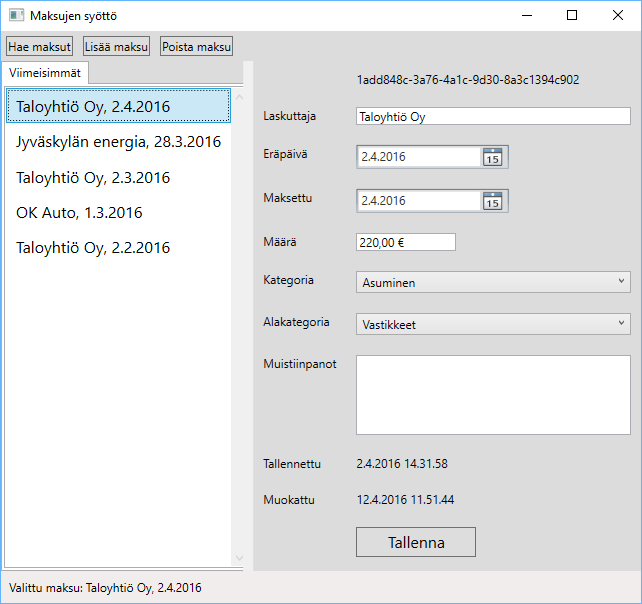 Maksujen syöttö
Hae maksut Lisää maksu Poista maksu
Viimeisimmät
Taloyhtiö Oy, 2.4.2016
Jyväskylän energia, 28.3.2016
Taloyhtiö Oy, 2.3.2016
OK Auto, 1.3.2016
Taloyhtiö Oy, 2.2.2016
1add848c-3a76-4a1c-9d30-8a3c1394c902
Laskuttaja Taloyhtiö Oy
Eräpäivä 2.4.2016 15
Maksettu 2.4.2016 15
Määrä 220,00 €
Kategoria Asuminen
Alakategoria Vastikkeet
Muistiinpanot
Tallennettu 2.4.2016 14.31.58
Muokattu 12.4.2016 11.51.44
Tallenna
Valittu maksu: Taloyhtiö Oy, 2.4.2016